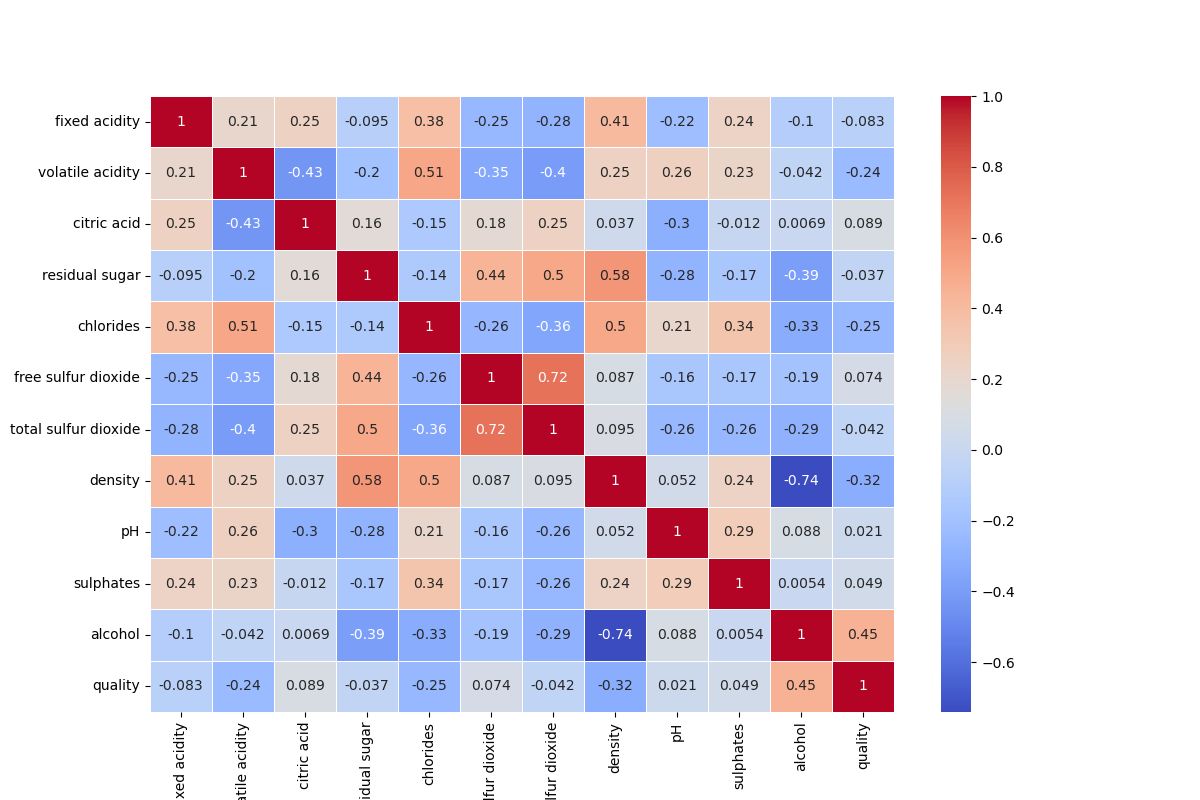 fixed acidity 1 0.21 0.25 -0.095 0.38 -0.25 -0.28 0.41 -0.22 0.24 -0.1 -0.083
volatile acidity 0.21 1 -0.43 -0.2 0.51 -0.35 -0.4 0.25 0.26 0.23 -0.042 -0.24
citric acid 0.25 -0.43 1 0.16 -0.15 0.18 0.25 0.037 -0.3 -0.012 0.0069 0.089
residual sugar -0.095 -0.2 0.16 1 -0.14 0.44 0.5 0.58 -0.28 -0.17 -0.39 -0.037
chlorides 0.38 0.51 -0.15 -0.14 1 -0.26 -0.36 0.5 0.21 0.34 -0.33 -0.25
free sulfur dioxide -0.25 -0.35 0.18 0.44 -0.26 1 0.72 0.087 -0.16 -0.17 -0.19 0.074
total sulfur dioxide -0.28 -0.4 0.25 0.5 -0.36 0.72 1 0.095 -0.26 -0.26 -0.29 -0.042
density 0.41 0.25 0.037 0.58 0.5 0.087 0.095 1 0.052 0.24 -0.74 -0.32
pH -0.22 0.26 -0.3 -0.28 0.21 -0.16 -0.26 0.052 1 0.29 0.088 0.021
sulphates 0.24 0.23 -0.012 -0.17 0.34 -0.17 -0.26 0.24 0.29 1 0.0054 0.049
alcohol -0.1 -0.042 0.0069 -0.39 -0.33 -0.19 -0.29 -0.74 0.088 0.0054 1 0.45
quality -0.083 -0.24 0.089 -0.037 -0.25 0.074 -0.042 -0.32 0.021 0.049 0.45 1
xed acidity
atile acidity
citric acid
idual sugar
chlorides
lfur dioxide
lfur dioxide
density
pH
sulphates
alcohol
quality
1.0
0.8
0.6
0.4
0.2
0.0
−0.2
−0.4
−0.6